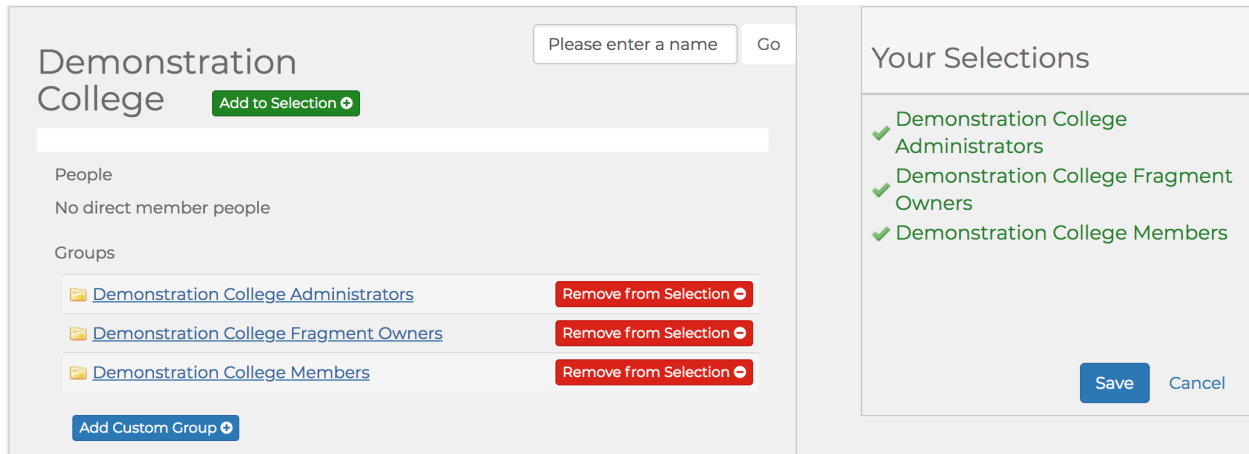 Please enter a name Go
Demonstration
College Add to Selection
People
No direct member people
Groups
Demonstration College Administrators Remove from Selection
Demonstration College Fragment Owners Remove from Selection
Demonstration College Members Remove from Selection
Add Custom Group
Your Selections
Demonstration College
Administrators
Demonstration College Fragment
Owners
Demonstration College Members
Save Cancel